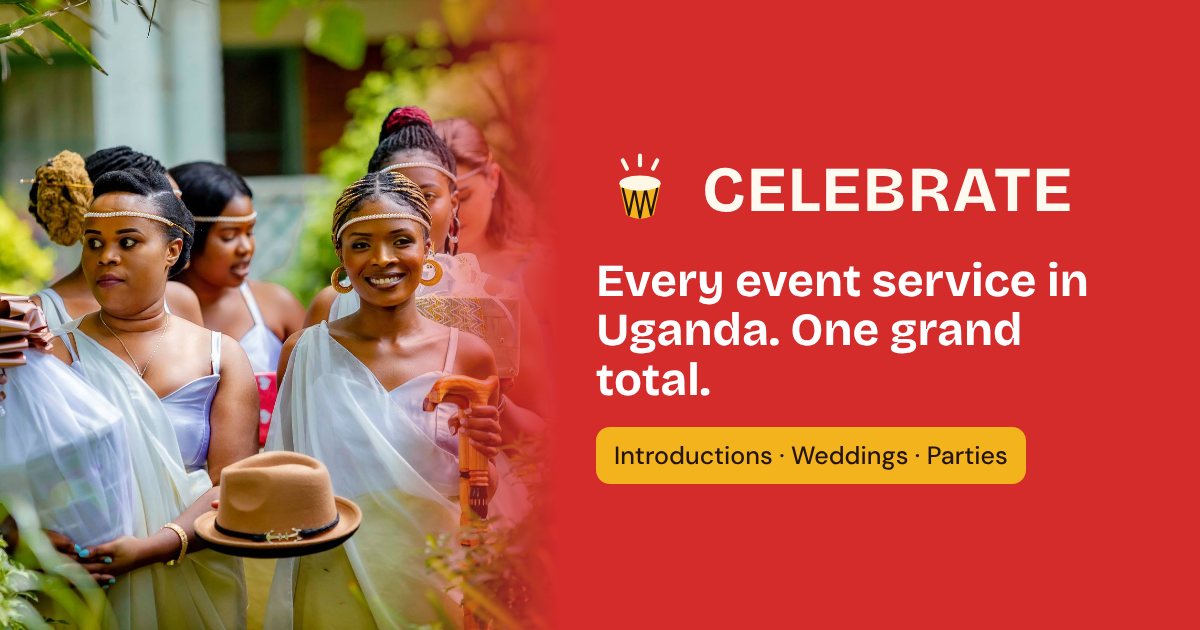 CELEBRATE
Every event service in
Uganda. One grand
total.
Introductions · Weddings · Parties